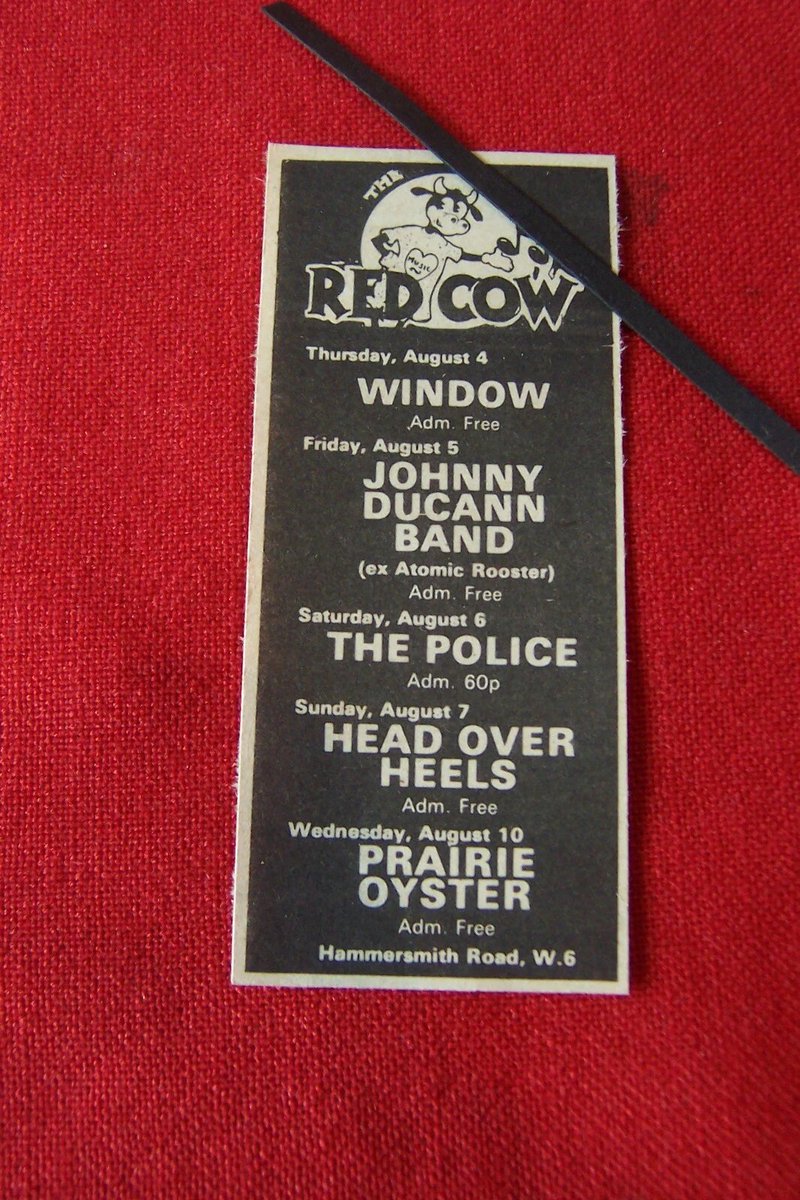 THE
MUSIC
RED COW
Thursday, August 4
WINDOW
Adm. Free
Friday, August 5
JOHNNY
DUCANN
BAND
(ex Atomic Rooster)
Adm. Free
Saturday, August 6
THE POLICE
Adm. 60p
Sunday, August 7
HEAD OVER
HEELS
Adm. Free
Wednesday, August 10
PRAIRIE
OYSTER
Adm. Free
Hammersmith Road, W.6